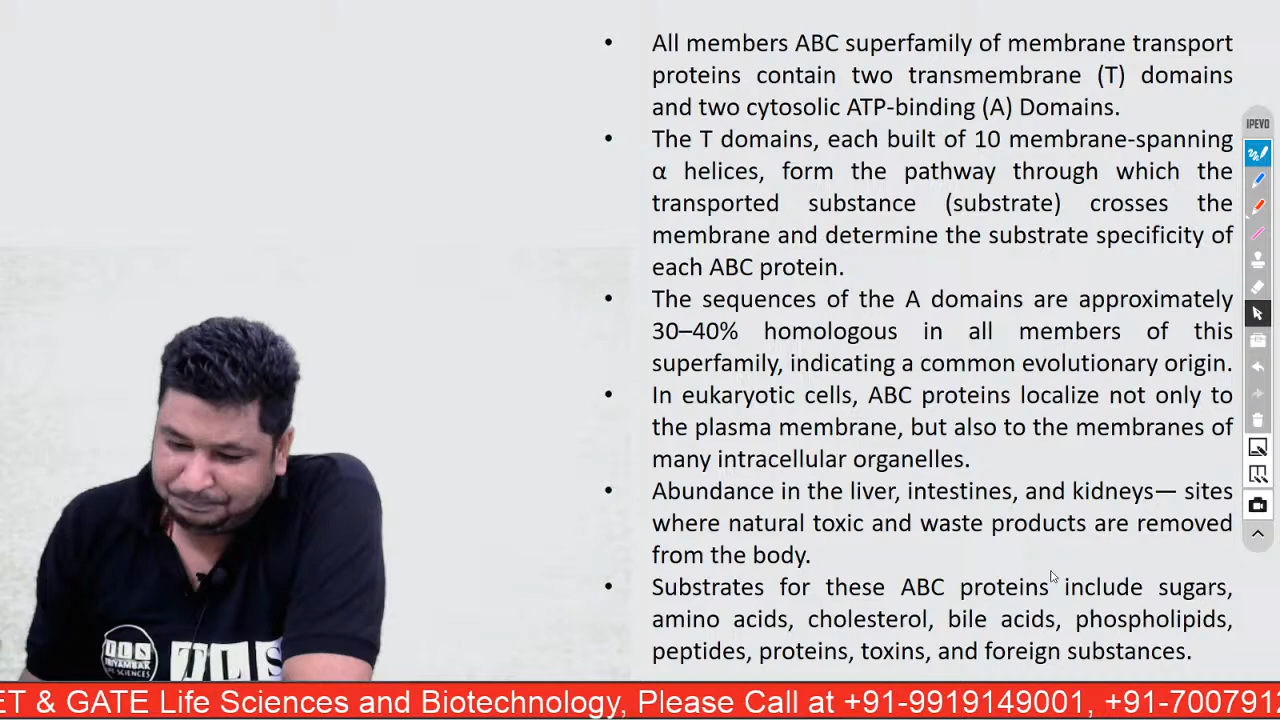 • All members ABC superfamily of membrane transport
proteins contain two transmembrane (T) domains
and two cytosolic ATP-binding (A) Domains.
• The T domains, each built of 10 membrane-spanning
α helices, form the pathway through which the
transported substance (substrate) crosses the
membrane and determine the substrate specificity of
each ABC protein.
• The sequences of the A domains are approximately
30–40% homologous in all members of this
superfamily, indicating a common evolutionary origin.
• In eukaryotic cells, ABC proteins localize not only to
the plasma membrane, but also to the membranes of
many intracellular organelles.
• Abundance in the liver, intestines, and kidneys— sites
where natural toxic and waste products are removed
from the body.
• Substrates for these ABC proteins include sugars,
amino acids, cholesterol, bile acids, phospholipids,
peptides, proteins, toxins, and foreign substances.
IPEVO
TLS
LIFE SCIENCES
TLS
ET & GATE Life Sciences and Biotechnology, Please Call at +91-9919149001, +91-7007912